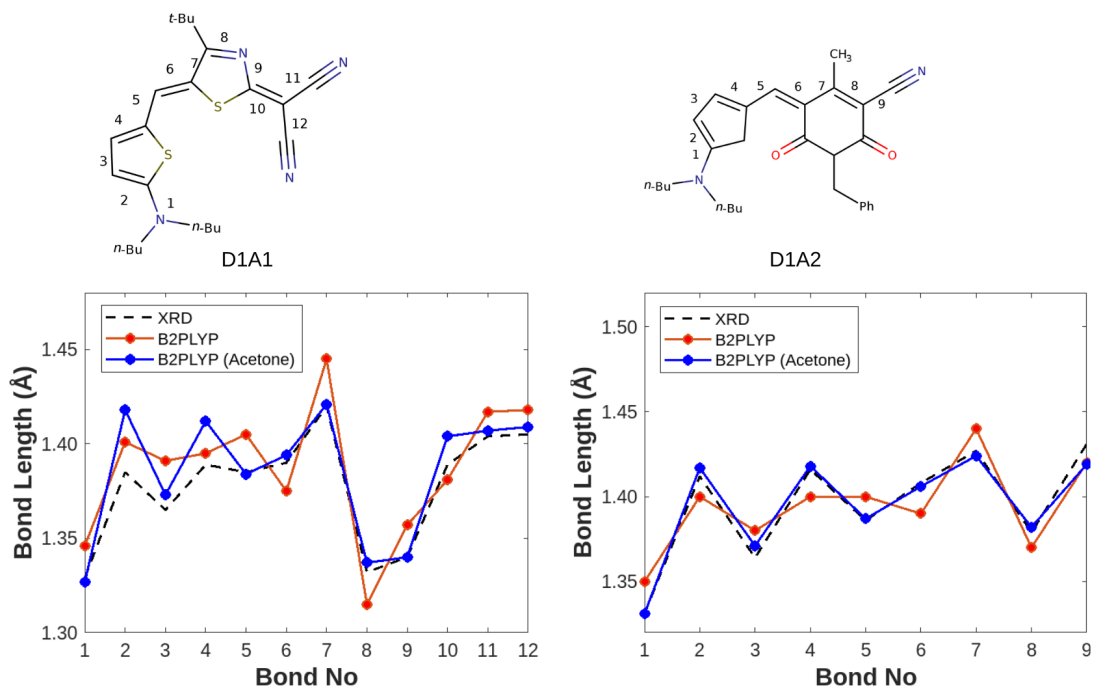 t-Bu
8
N
7
9
6
11
N
5
S
10
4
12
S
3
N
2
1
N
n-Bu
n-Bu
D1A1
CH3
4
5
6
7
8
N
3
9
2
1
O
O
N
n-Bu
n-Bu
Ph
D1A2
XRD
B2PLYP
B2PLYP (Acetone)
Bond Length (Å)
1.45
1.40
1.35
1.30
1 2 3 4 5 6 7 8 9 10 11 12
Bond No
XRD
B2PLYP
B2PLYP (Acetone)
Bond Length (Å)
1.50
1.45
1.40
1.35
1 2 3 4 5 6 7 8 9
Bond No